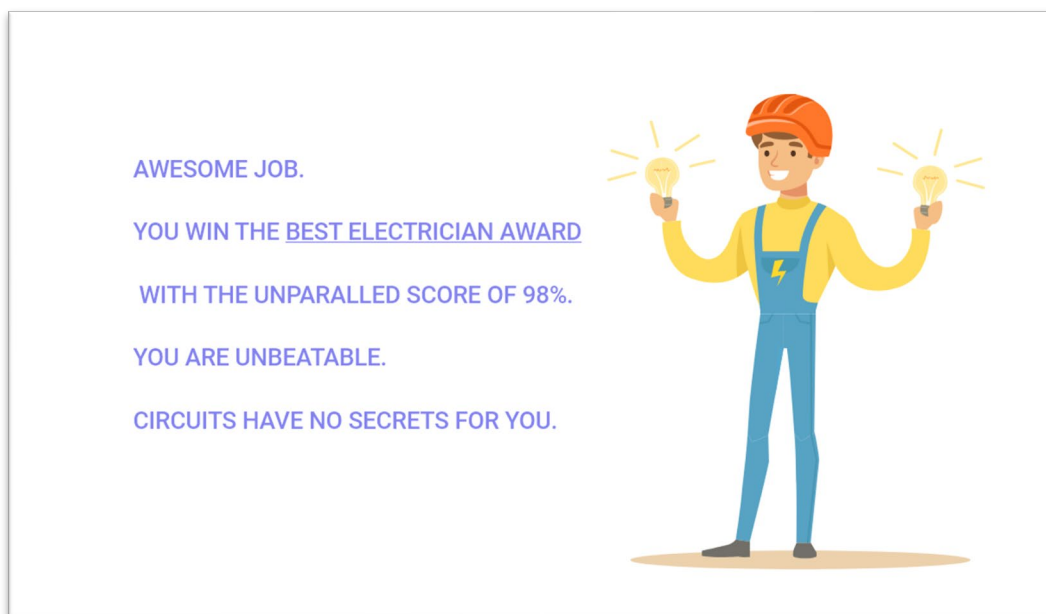 AWESOME JOB.
YOU WIN THE BEST ELECTRICIAN AWARD
WITH THE UNPARALLED SCORE OF 98%.
YOU ARE UNBEATABLE.
CIRCUITS HAVE NO SECRETS FOR YOU.